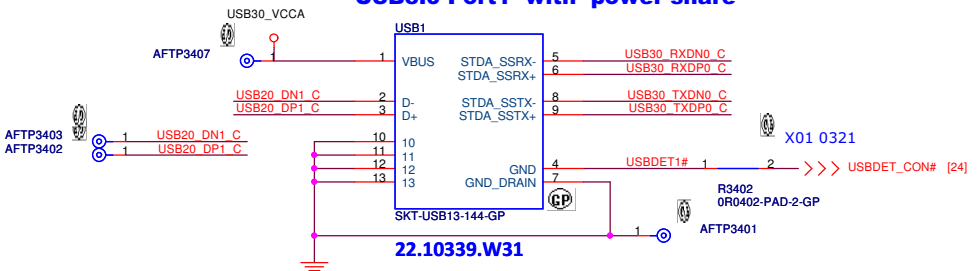 USB3.0 Port1 with power share
USB30_VCCA
USB1
AFTP3407
1
1
VBUS
STDA_SSRX-
5
USB30_RXDN0_C
STDA_SSRX+
6
USB30_RXDP0_C
USB20_DN1_C
2
D-
STDA_SSTX-
8
USB30_TXDN0_C
USB20_DP1_C
3
D+
STDA_SSTX+
9
USB30_TXDP0_C
AFTP3403
1
USB20_DN1_C
AFTP3402
1
USB20_DP1_C
10
10
11
11
12
12
13
13
GND
4
USBDET1#
1
2
X01 0321
USBDET_CON# [24]
GND_DRAIN
7
R3402
0R0402-PAD-2-GP
GP
SKT-USB13-144-GP
22.10339.W31
1
AFTP3401